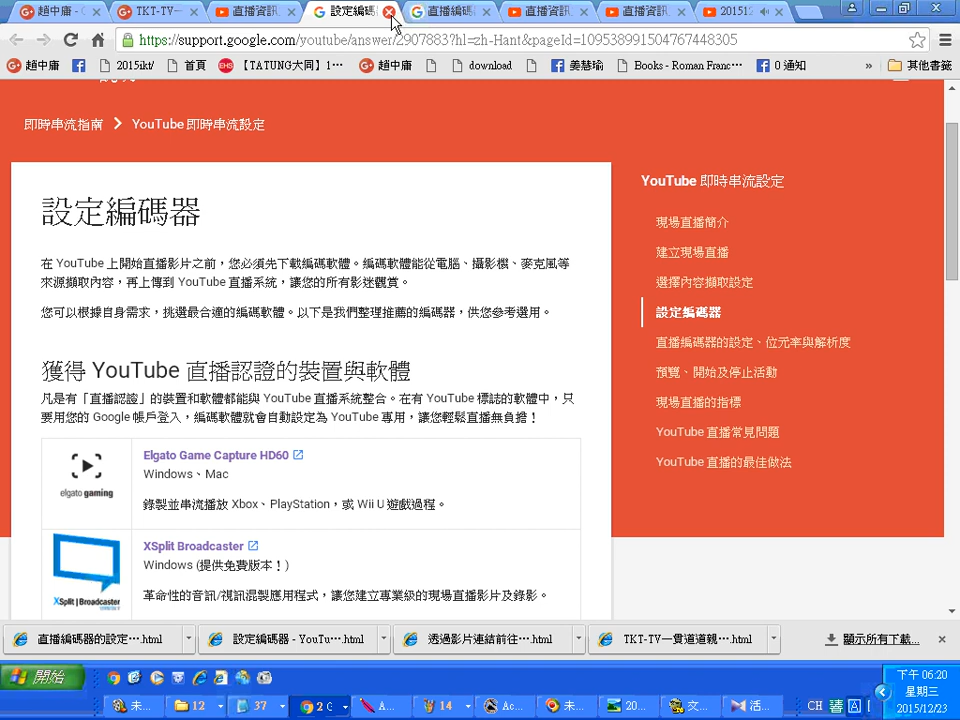 趙中庸 - G
TKT-TV一
直播資訊
設定編碼
直播編碼
直播資訊
直播資訊
20151
https://support.google.com/youtube/answer/2907883?hl=zh-Hant&pageId=109538991504767448305
趙中庸
2015ikt/
首頁
【TATUNG大同】1…
趙中庸
download
姜慧瑜
Books - Roman Franc…
0 通知
»
其他書籤
即時串流指南
YouTube 即時串流設定
設定編碼器
在 YouTube 上開始直播影片之前，您必須先下載編碼軟體。編碼軟體能從電腦、攝影機、麥克風等
來源擷取內容，再上傳到 YouTube 直播系統，讓您的所有影迷觀賞。
您可以根據自身需求，挑選最合適的編碼軟體。以下是我們整理推薦的編碼器，供您參考選用。
獲得 YouTube 直播認證的裝置與軟體
凡是有「直播認證」的裝置和軟體都能與 YouTube 直播系統整合。在有 YouTube 標誌的軟體中，只
要用您的 Google 帳戶登入，編碼軟體就會自動設定為 YouTube 專用，讓您輕鬆直播無負擔！
elgato gaming
Elgato Game Capture HD60
Windows、Mac
錄製並串流播放 Xbox、PlayStation，或 Wii U 遊戲過程。
XSplit | Broadcaster
XSplit Broadcaster
Windows (提供免費版本！)
革命性的音訊/視訊混製應用程式，讓您建立專業級的現場直播影片及錄影。
YouTube 即時串流設定
現場直播簡介
建立現場直播
選擇內容擷取設定
設定編碼器
直播編碼器的設定、位元率與解析度
預覽、開始及停止活動
現場直播的指標
YouTube 直播常見問題
YouTube 直播的最佳做法
直播編碼器的設定….html
設定編碼器 - YouTu….html
透過影片連結前往….html
TKT-TV一貫道道親….html
顯示所有下載...
開始
未…
12
37
2 G
A…
14
Ac…
未…
20…
文…
活…
CH
下午 06:20
星期三
2015/12/23